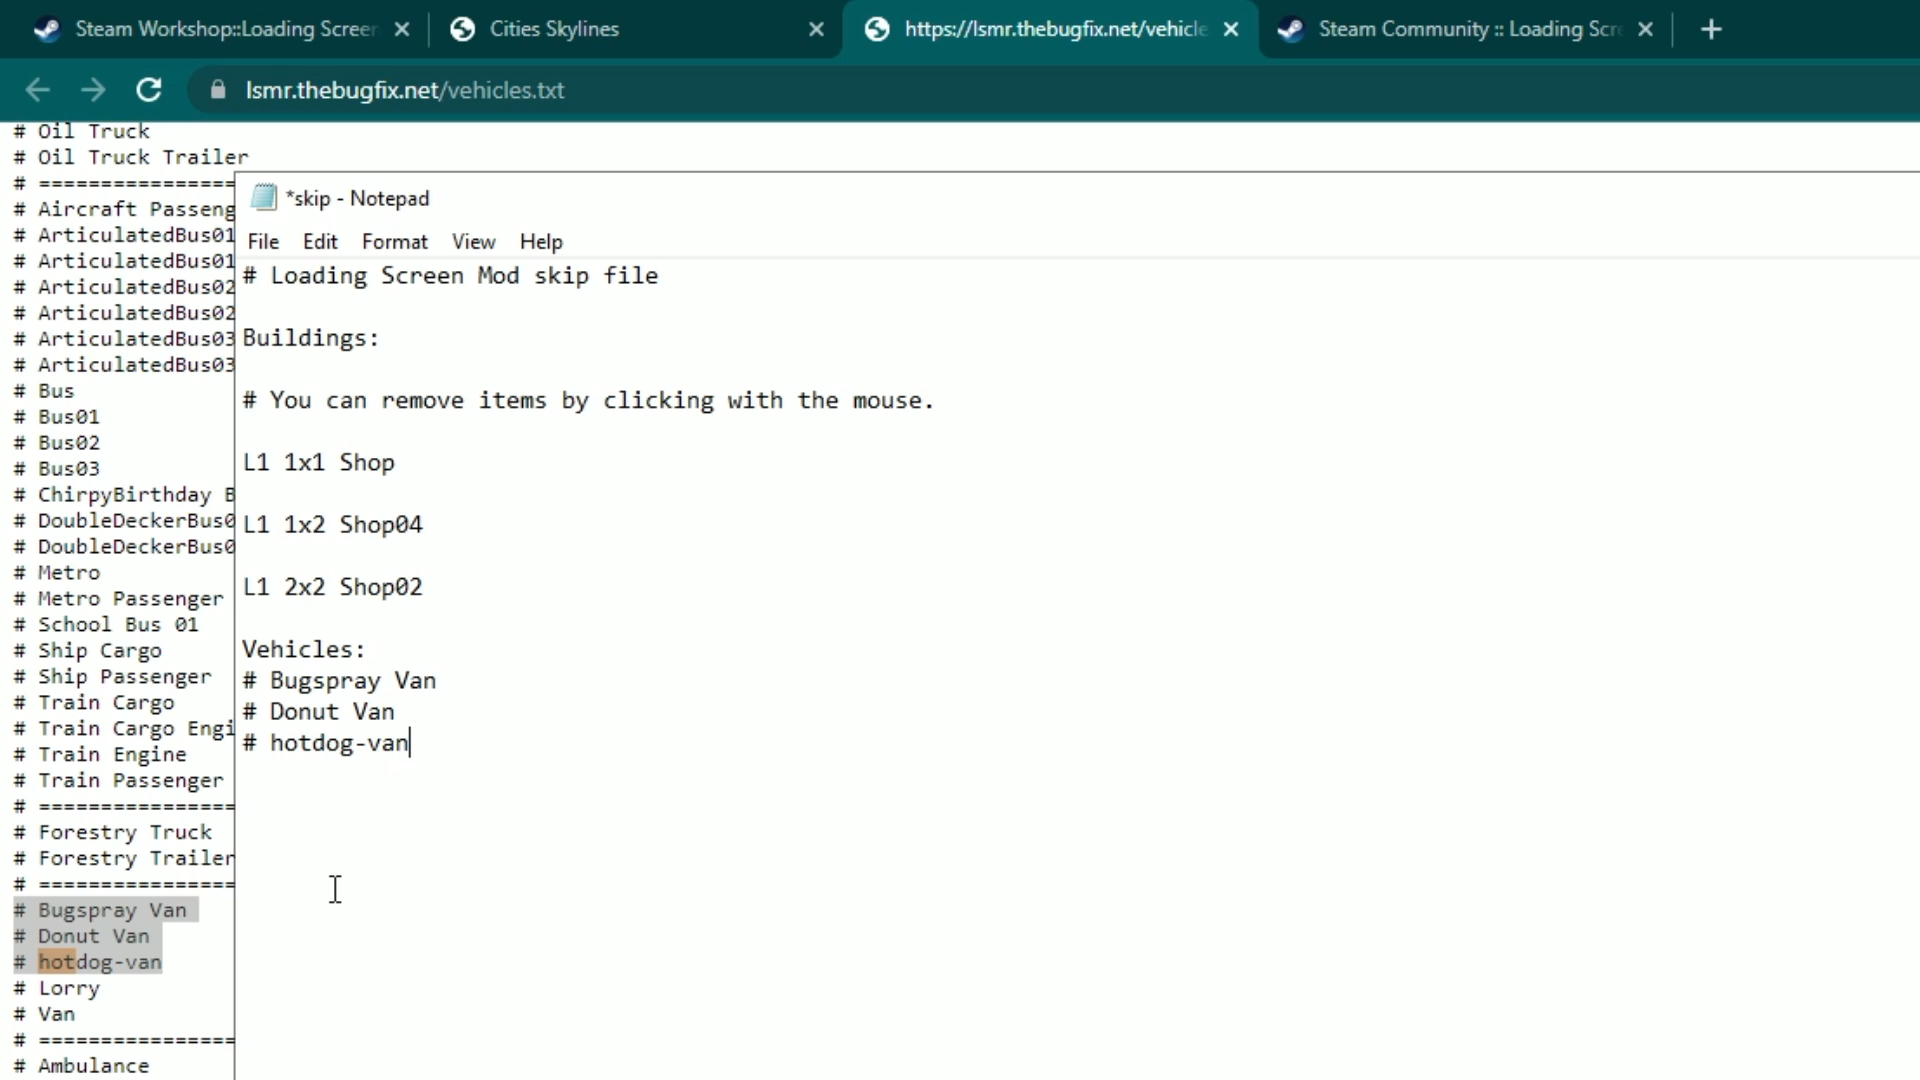 Steam Workshop::Loading Screen
Cities Skylines
https://lsmr.thebugfix.net/vehicle
Steam Community :: Loading Scre
lsmr.thebugfix.net/vehicles.txt
# Oil Truck
# Oil Truck Trailer
# ================
# Aircraft Passeng
# ArticulatedBus01
# ArticulatedBus01
# ArticulatedBus02
# ArticulatedBus02
# ArticulatedBus03
# ArticulatedBus03
# Bus
# Bus01
# Bus02
# Bus03
# ChirpyBirthday B
# DoubleDeckerBus0
# DoubleDeckerBus0
# Metro
# Metro Passenger
# School Bus 01
# Ship Cargo
# Ship Passenger
# Train Cargo
# Train Cargo Engi
# Train Engine
# Train Passenger
# ================
# Forestry Truck
# Forestry Trailer
# ================
# Bugspray Van
# Donut Van
# hotdog-van
# Lorry
# Van
# ================
# Ambulance
*skip - Notepad
File Edit Format View Help
# Loading Screen Mod skip file
Buildings:
# You can remove items by clicking with the mouse.
L1 1x1 Shop
L1 1x2 Shop04
L1 2x2 Shop02
Vehicles:
# Bugspray Van
# Donut Van
# hotdog-van